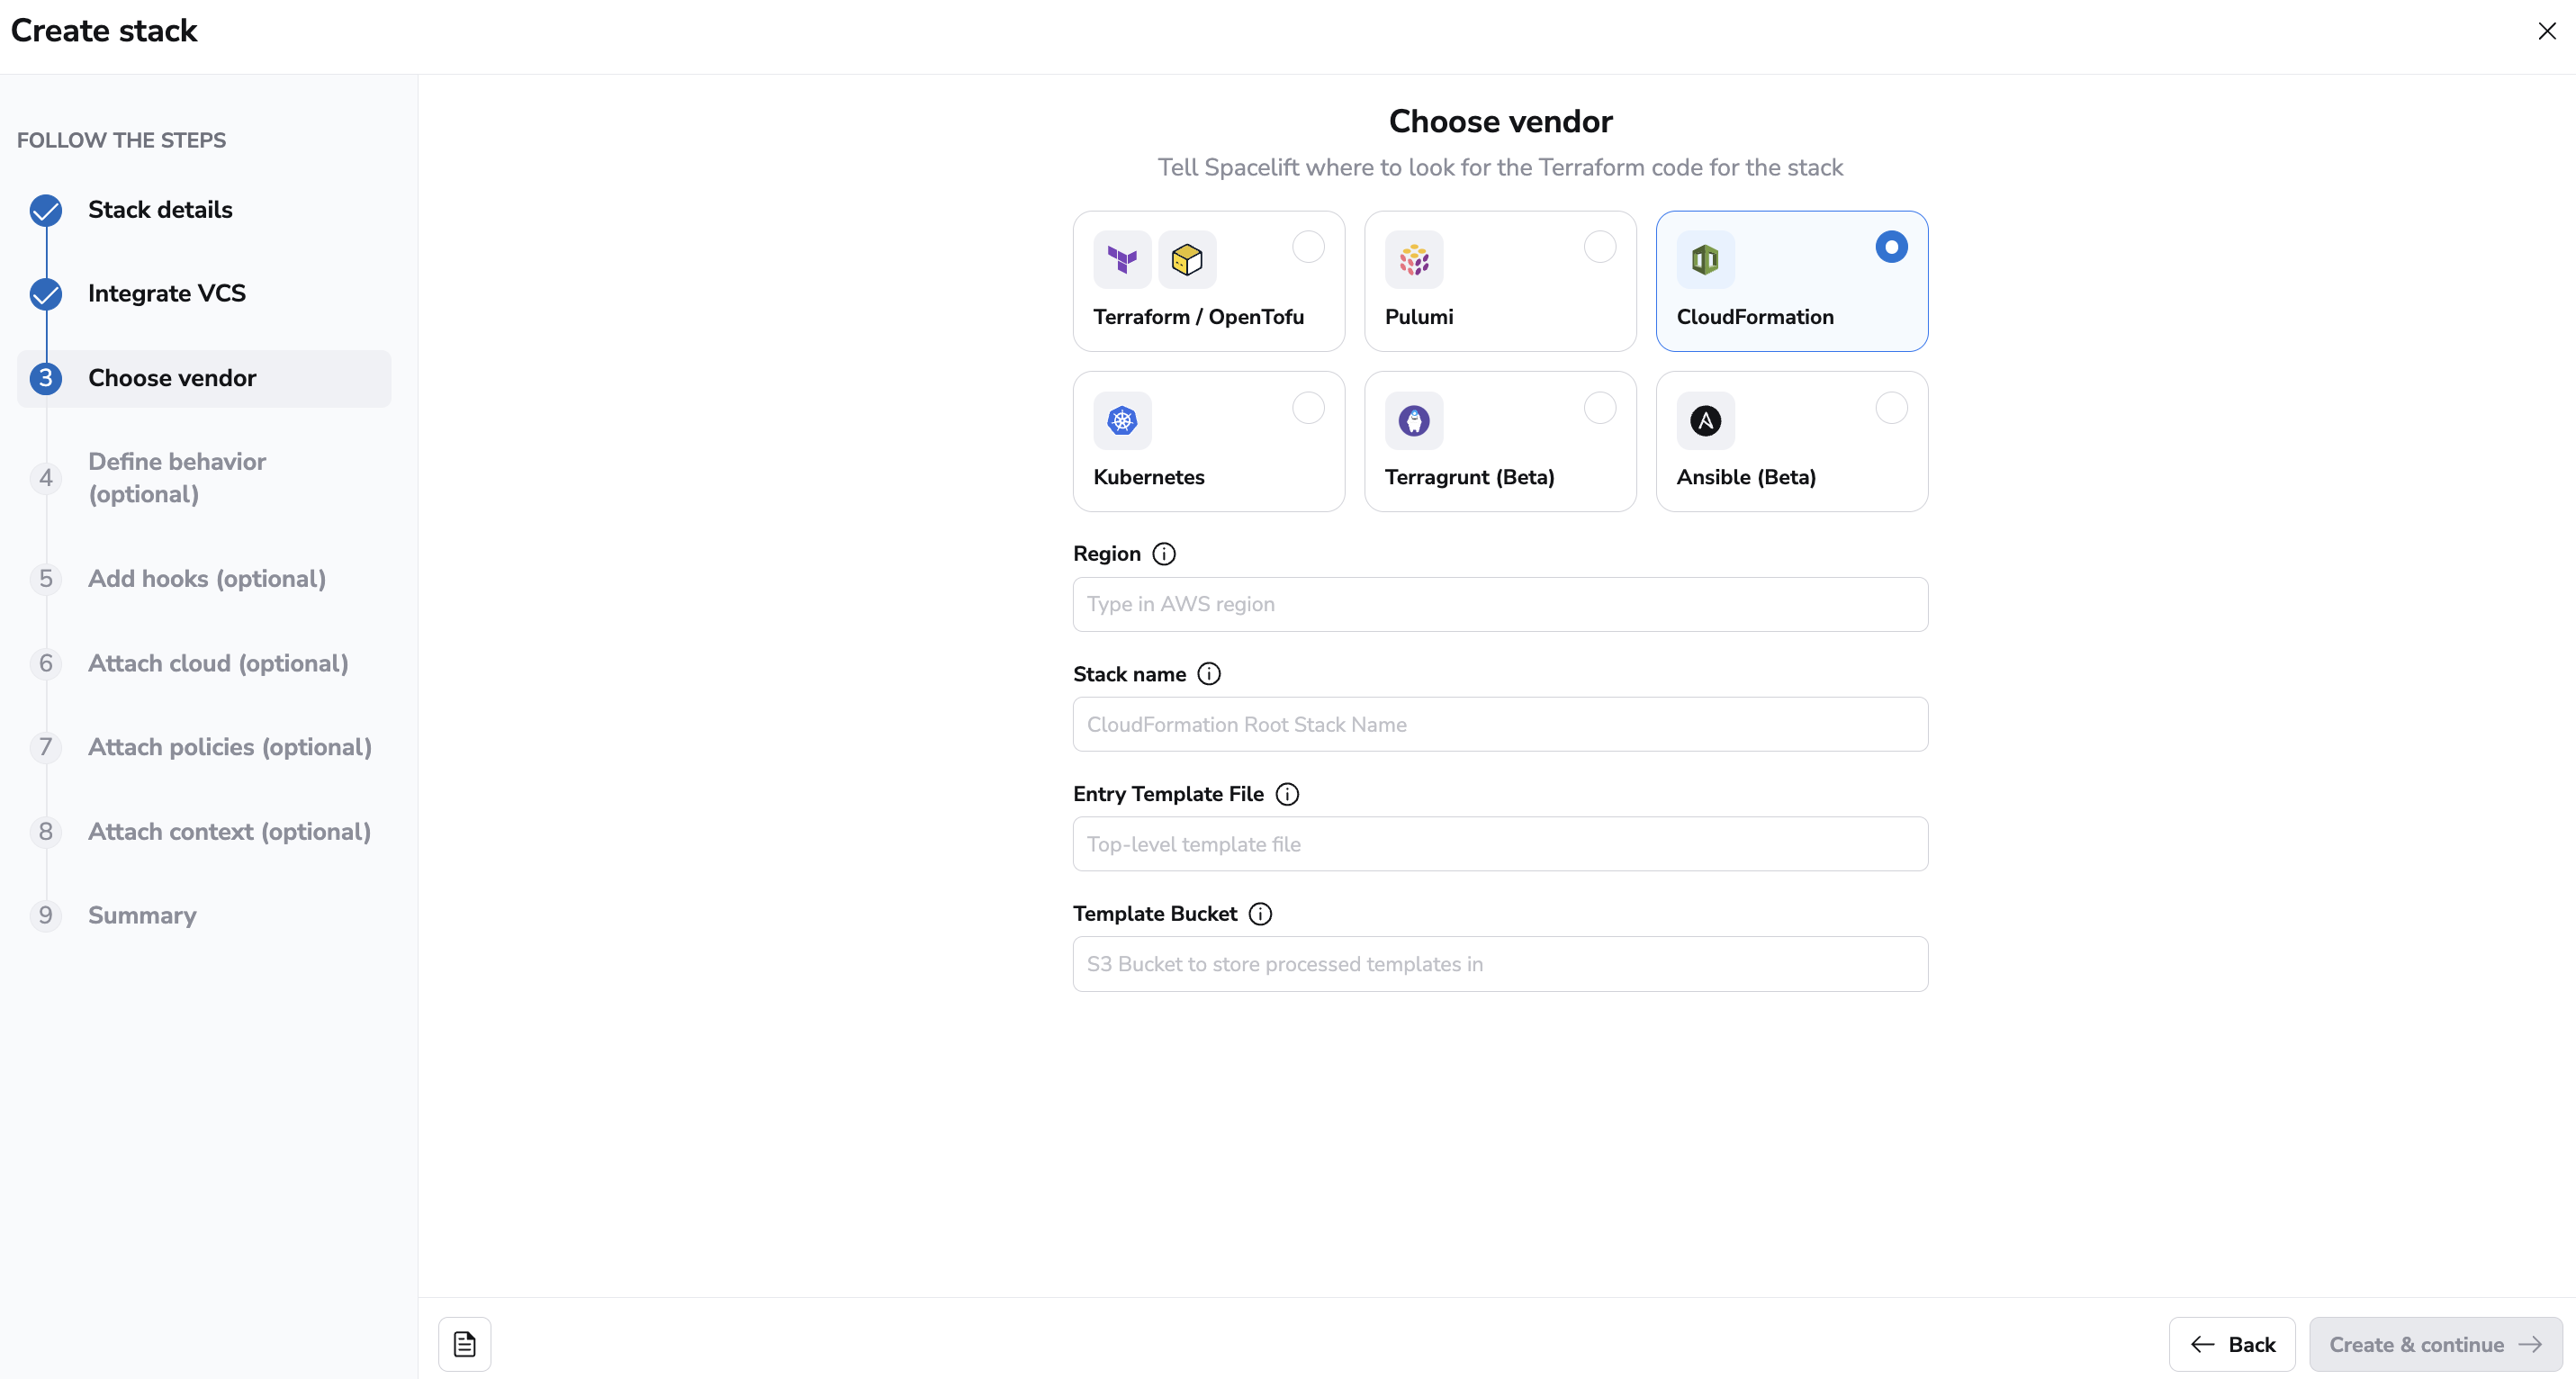 Create stack
FOLLOW THE STEPS
Stack details
Integrate VCS
3 Choose vendor
4 Define behavior
(optional)
5 Add hooks (optional)
6 Attach cloud (optional)
7 Attach policies (optional)
8 Attach context (optional)
9 Summary
Choose vendor
Tell Spacelift where to look for the Terraform code for the stack
Terraform / OpenTofu
Pulumi
CloudFormation
Kubernetes
Terragrunt (Beta)
Ansible (Beta)
Region
Type in AWS region
Stack name
CloudFormation Root Stack Name
Entry Template File
Top-level template file
Template Bucket
S3 Bucket to store processed templates in
Back
Create & continue